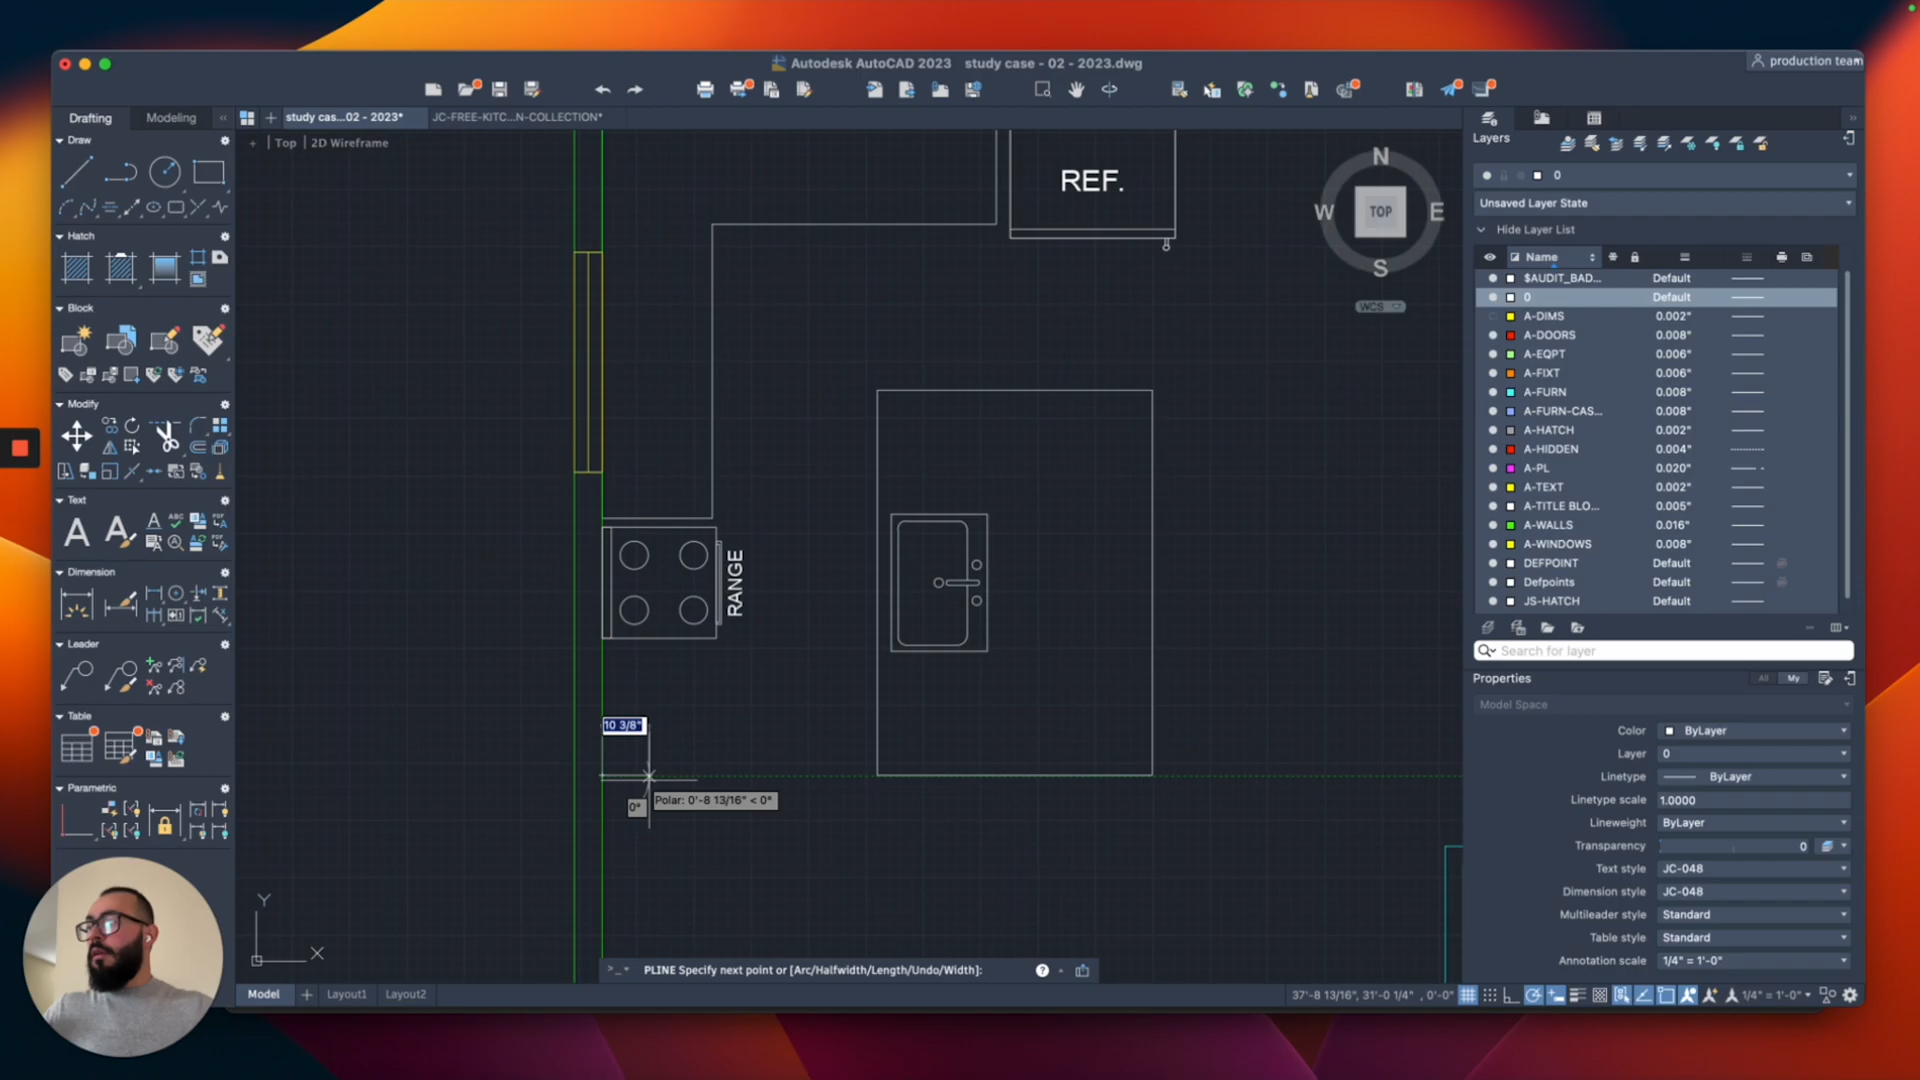 Autodesk AutoCAD 2023 study case - 02 - 2023.dwg
production team
Drafting
Modeling
study cas...02 - 2023*
JC-FREE-KITC...N-COLLECTION*
Draw
Hatch
Block
Modify
Text
Dimension
Leader
Table
Parametric
+ | Top | 2D Wireframe
REF.
RANGE
10 3/8"
0°
Polar: 0'-8 13/16" < 0°
Y
X
N
W
TOP
E
S
WCS
PLINE Specify next point or [Arc/Halfwidth/Length/Undo/Width]:
Model
Layout1
Layout2
37'-8 13/16", 31'-0 1/4" , 0'-0"
1/4" = 1'-0"
Layers
0
Unsaved Layer State
Hide Layer List
Name
$AUDIT_BAD... Default
0 Default
A-DIMS 0.002"
A-DOORS 0.008"
A-EQPT 0.006"
A-FIXT 0.006"
A-FURN 0.008"
A-FURN-CAS... 0.008"
A-HATCH 0.002"
A-HIDDEN 0.004"
A-PL 0.020"
A-TEXT 0.002"
A-TITLE BLO... 0.008"
A-WALLS 0.016"
A-WINDOWS 0.008"
DEFPOINT Default
Defpoints Default
JS-HATCH Default
Search for layer
Properties
All
My
Model Space
Color ByLayer
Layer 0
Linetype ByLayer
Linetype scale 1.0000
Lineweight ByLayer
Transparency 0
Text style JC-048
Dimension style JC-048
Multileader style Standard
Table style Standard
Annotation scale 1/4" = 1'-0"